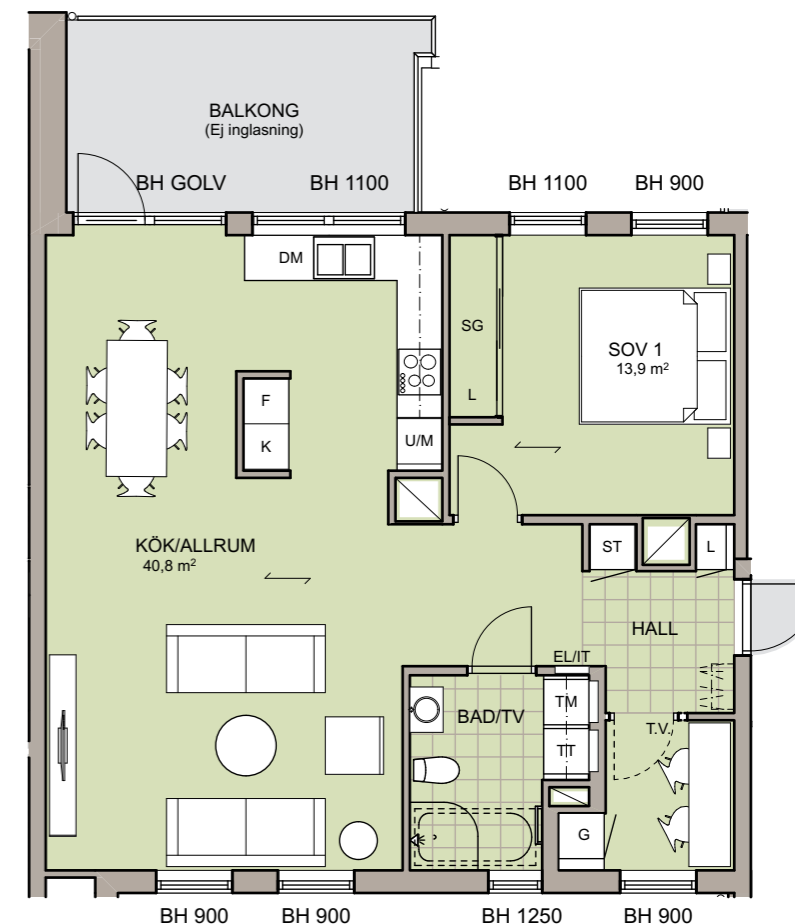 BALKONG
(Ej inglasning)
BH GOLV
BH 1100
BH 1100
BH 900
DM
SG
L
SOV 1
13,9 m²
F
K
U/M
KÖK/ALLRUM
40,8 m²
ST
L
HALL
EL/IT
TM
BAD/TV
T.V.
TT
G
BH 900
BH 900
BH 1250
BH 900